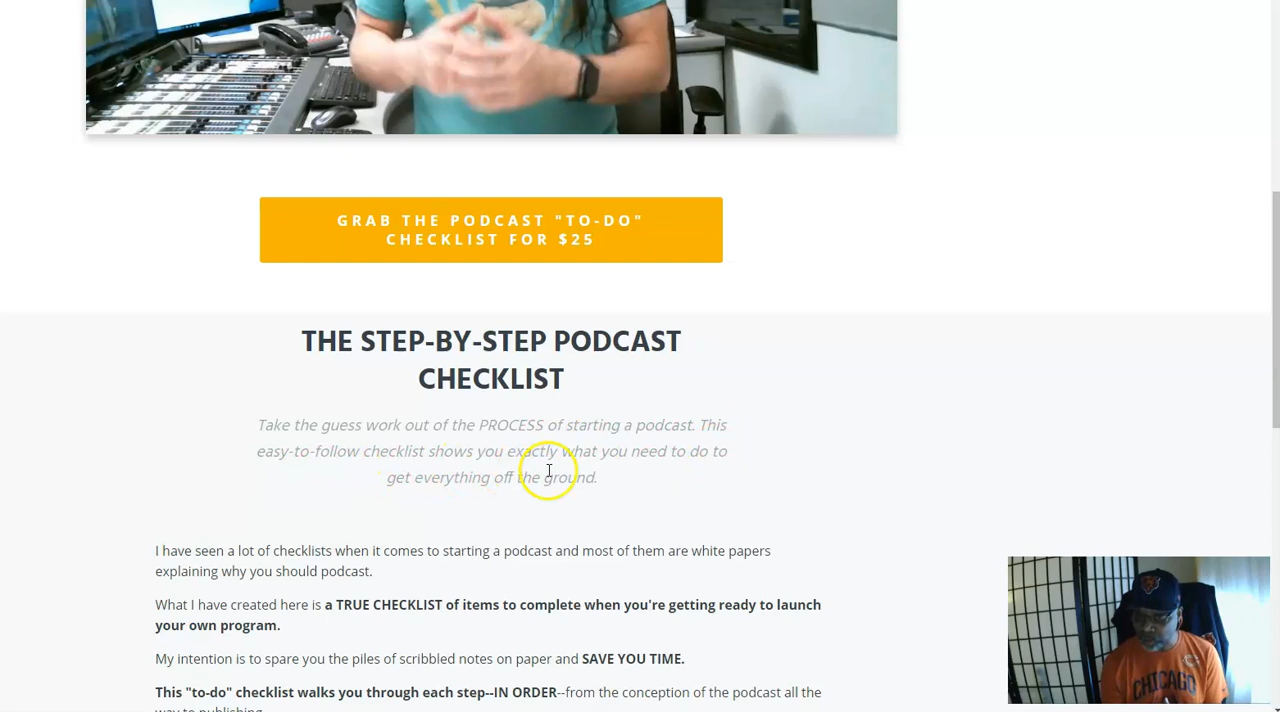 GRAB THE PODCAST "TO-DO"
CHECKLIST FOR $25
THE STEP-BY-STEP PODCAST
CHECKLIST
Take the guess work out of the PROCESS of starting a podcast. This
easy-to-follow checklist shows you exactly what you need to do to
get everything off the ground.
I have seen a lot of checklists when it comes to starting a podcast and most of them are white papers
explaining why you should podcast.
What I have created here is a TRUE CHECKLIST of items to complete when you're getting ready to launch
your own program.
My intention is to spare you the piles of scribbled notes on paper and SAVE YOU TIME.
This "to-do" checklist walks you through each step--IN ORDER--from the conception of the podcast all the
way to publishing.
CHICAGO